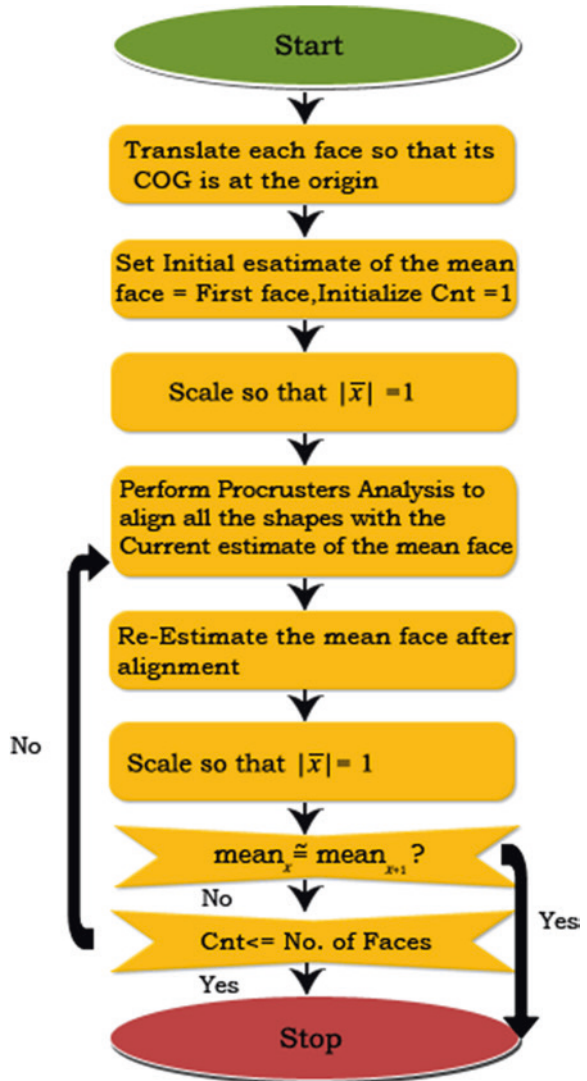 Start
Translate each face so that its
COG is at the origin
Set Initial esatimate of the mean
face = First face,Initialize Cnt =1
Scale so that |x̅| =1
Perform Procrusters Analysis to
align all the shapes with the
Current estimate of the mean face
Re-Estimate the mean face after
alignment
No
Scale so that |x̅|= 1
meanₓ ≅ meanₓ₊₁ ?
No
Yes
Cnt<= No. of Faces
Yes
Stop